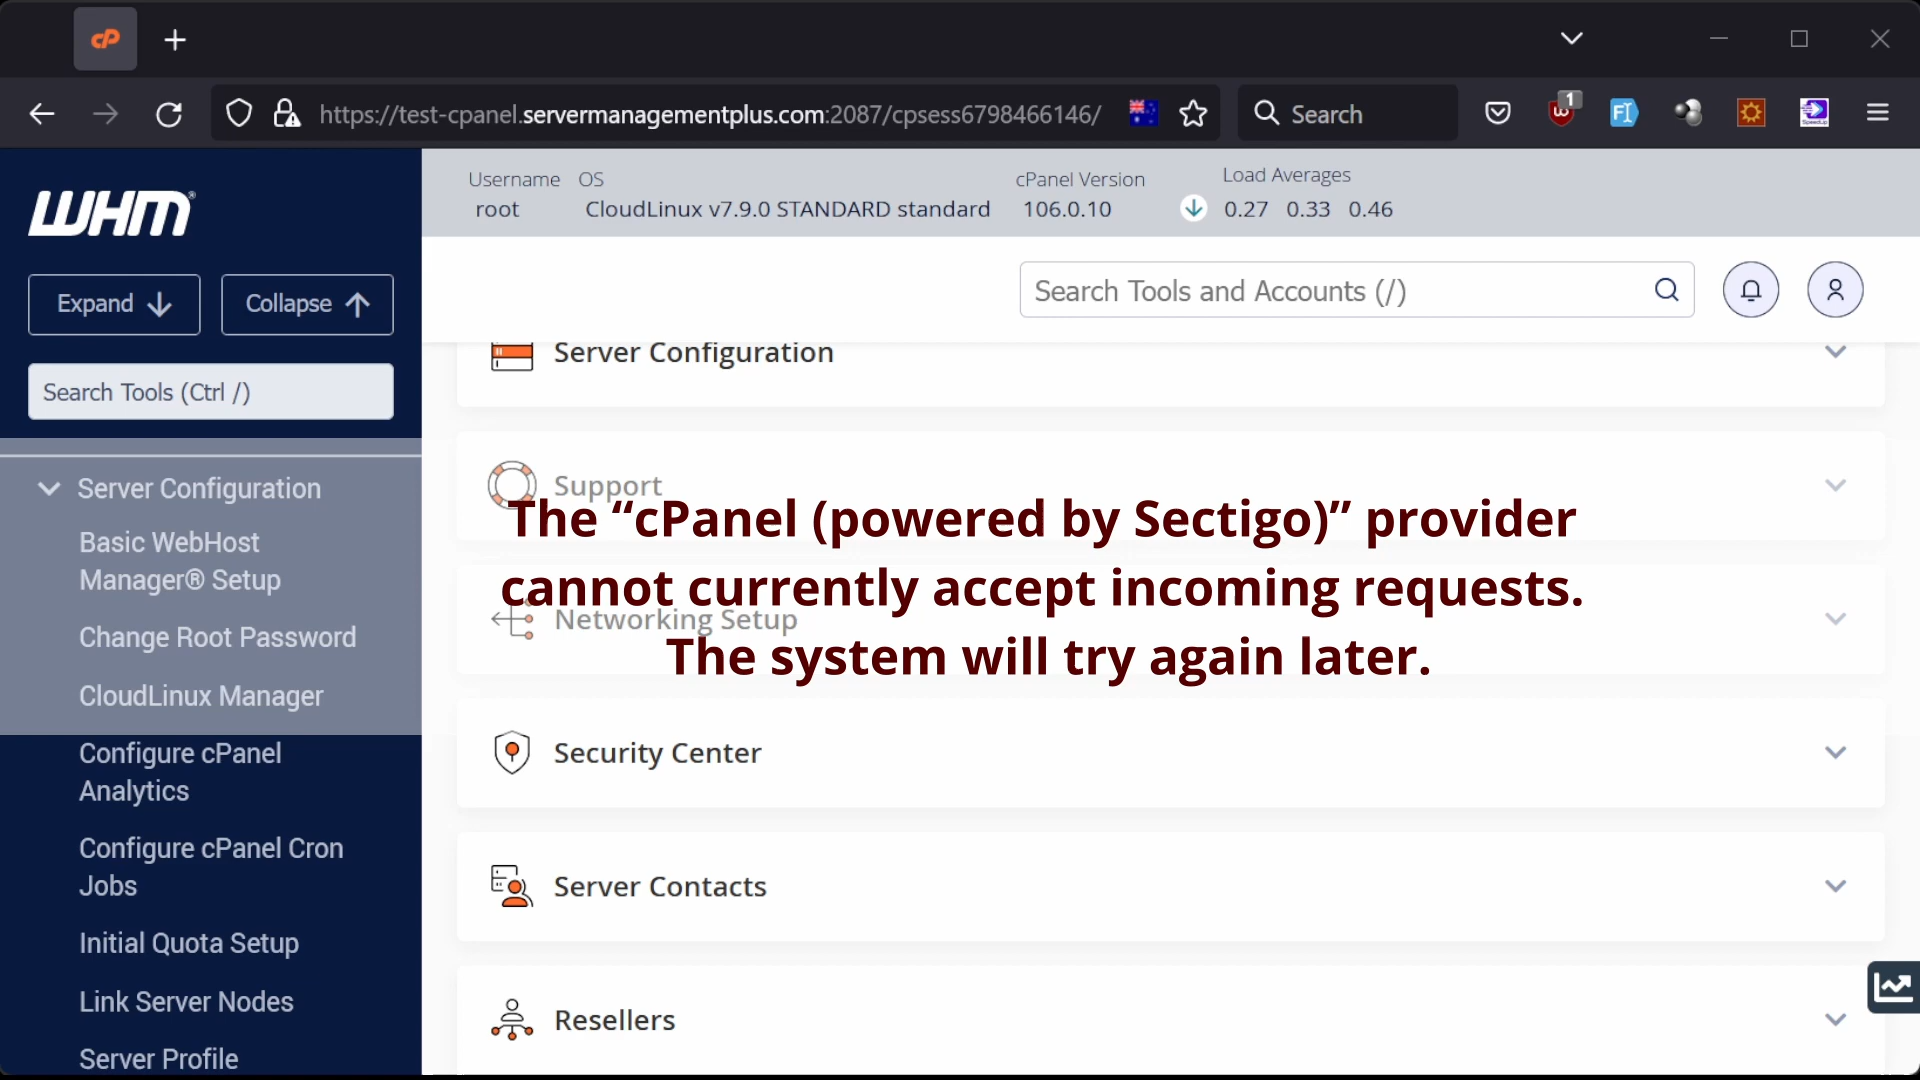 cP
https://test-cpanel.servermanagementplus.com:2087/cpsess6798466146/
Search
1
WHM®
Expand
Collapse
Search Tools (Ctrl /)
Server Configuration
Basic WebHost
Manager® Setup
Change Root Password
CloudLinux Manager
Configure cPanel
Analytics
Configure cPanel Cron
Jobs
Initial Quota Setup
Link Server Nodes
Server Profile
Username OS cPanel Version Load Averages
root CloudLinux v7.9.0 STANDARD standard 106.0.10 0.27 0.33 0.46
Search Tools and Accounts (/)
Server Configuration
Support
The “cPanel (powered by Sectigo)” provider
cannot currently accept incoming requests.
Networking Setup
The system will try again later.
Security Center
Server Contacts
Resellers